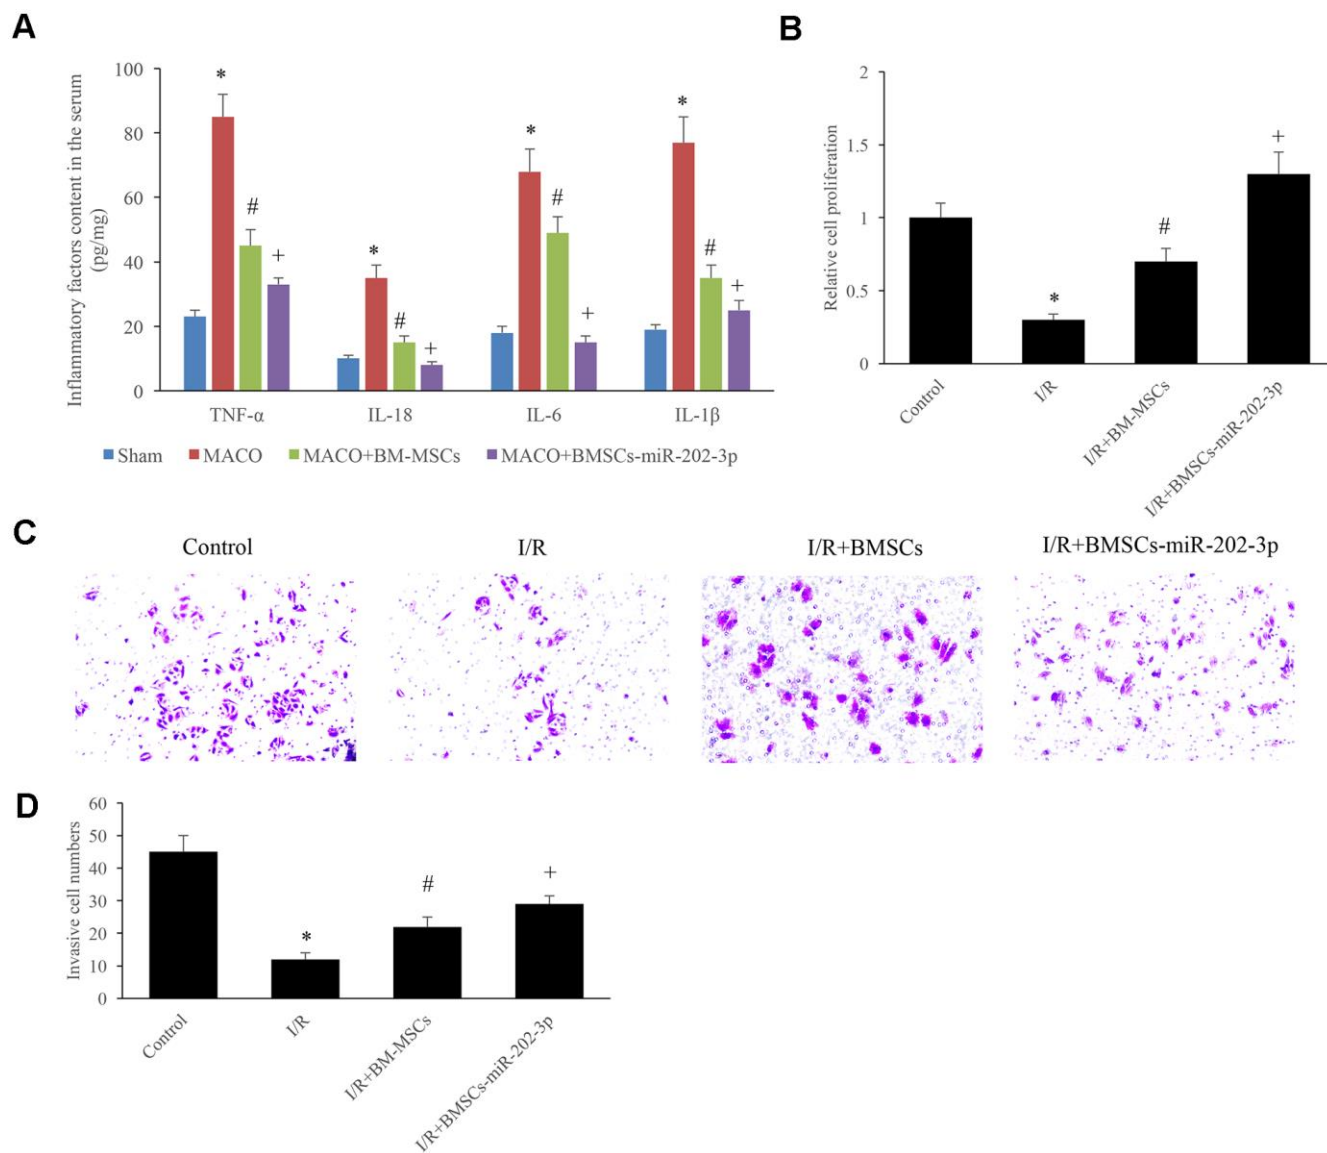 A
Inflammatory factors content in the serum
(pg/mg)
100
80
60
40
20
0
*
#
+
*
#
+
*
#
+
*
#
+
TNF-α
IL-18
IL-6
IL-1β
Sham
MACO
MACO+BM-MSCs
MACO+BMSCs-miR-202-3p
B
Relative cell proliferation
2
1.5
1
0.5
0
*
#
+
Control
I/R
I/R+BM-MSCs
I/R+BMSCs-miR-202-3p
C
Control
I/R
I/R+BMSCs
I/R+BMSCs-miR-202-3p
D
Invasive cell numbers
60
50
40
30
20
10
0
*
#
+
Control
I/R
I/R+BM-MSCs
I/R+BMSCs-miR-202-3p